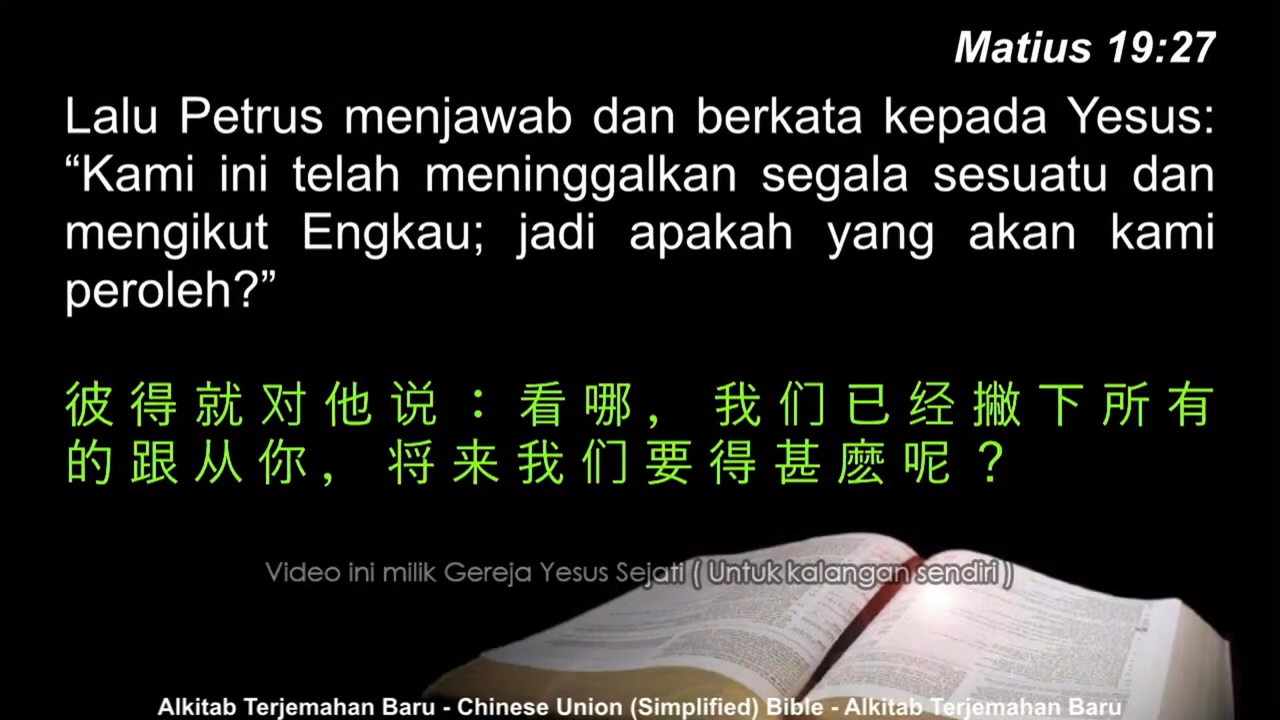 Matius 19:27
Lalu Petrus menjawab dan berkata kepada Yesus:
“Kami ini telah meninggalkan segala sesuatu dan
mengikut Engkau; jadi apakah yang akan kami
peroleh?”
彼得就对他说：看哪，我们已经撇下所有
的跟从你，将来我们要得甚麽呢？
Video ini milik Gereja Yesus Sejati ( Untuk kalangan sendiri )
Alkitab Terjemahan Baru - Chinese Union (Simplified) Bible - Alkitab Terjemahan Baru